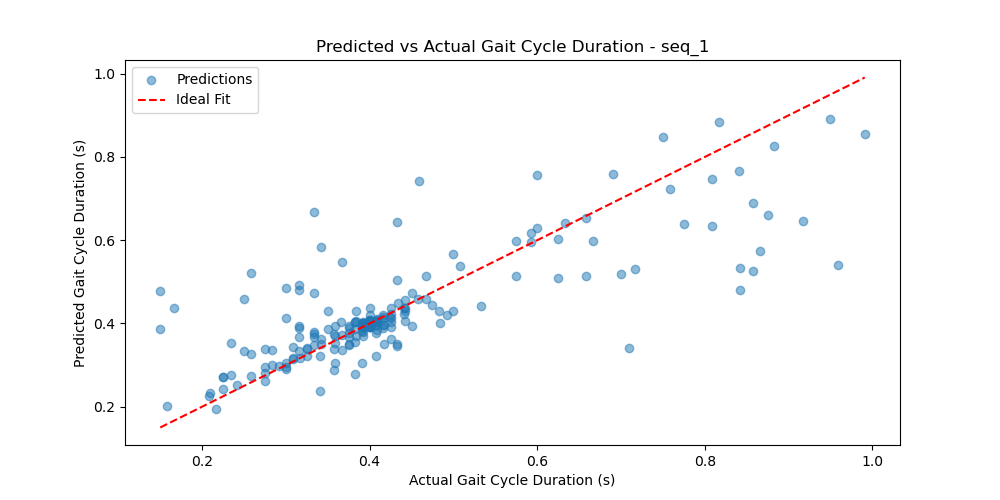 Predicted vs Actual Gait Cycle Duration - seq_1
Predictions
Ideal Fit
Predicted Gait Cycle Duration (s)
1.0
0.8
0.6
0.4
0.2
0.2 0.4 0.6 0.8 1.0
Actual Gait Cycle Duration (s)